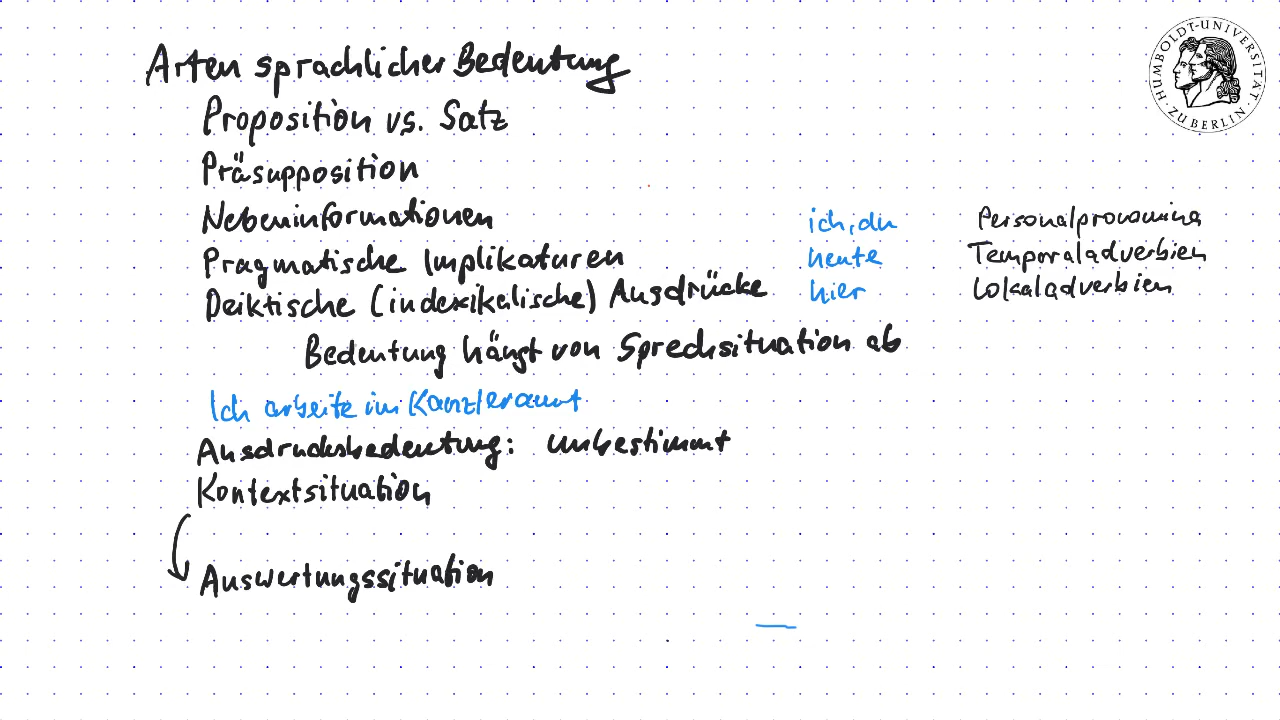 Arten sprachlicher Bedeutung
Proposition vs. Satz
Präsupposition
Nebeninformationen
Pragmatische Implikaturen
Deiktische (indexikalische) Ausdrücke
ich, du Personalpronomina
heute Temporaladverbien
hier Lokaladverbien
Bedeutung hängt von Sprechsituation ab
Ich arbeite im Kanzleramt
Ausdrucksbedeutung: unbestimmt
Kontextsituation
Auswertungssituation
HUMBOLDT-UNIVERSITÄT · ZU BERLIN ·